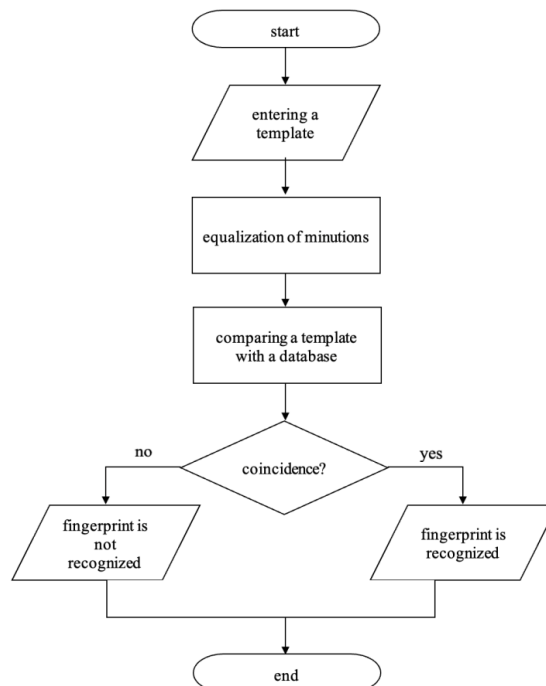 start
entering a
template
equalization of minutions
comparing a template
with a database
no
coincidence?
yes
fingerprint is
not
recognized
fingerprint is
recognized
end